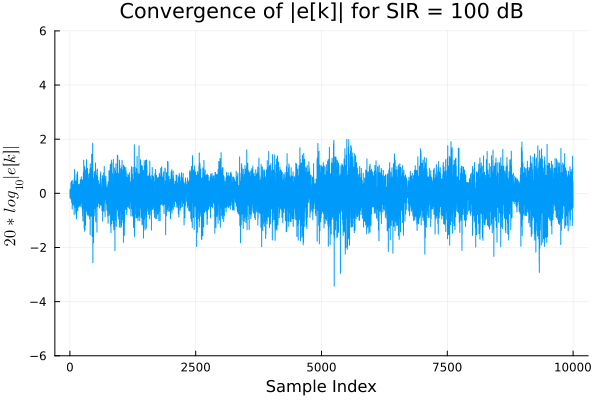 Convergence of |e[k]| for SIR = 100 dB
6
4
2
0
−2
−4
−6
20 * log₁₀|e[k]|
0 2500 5000 7500 10000
Sample Index